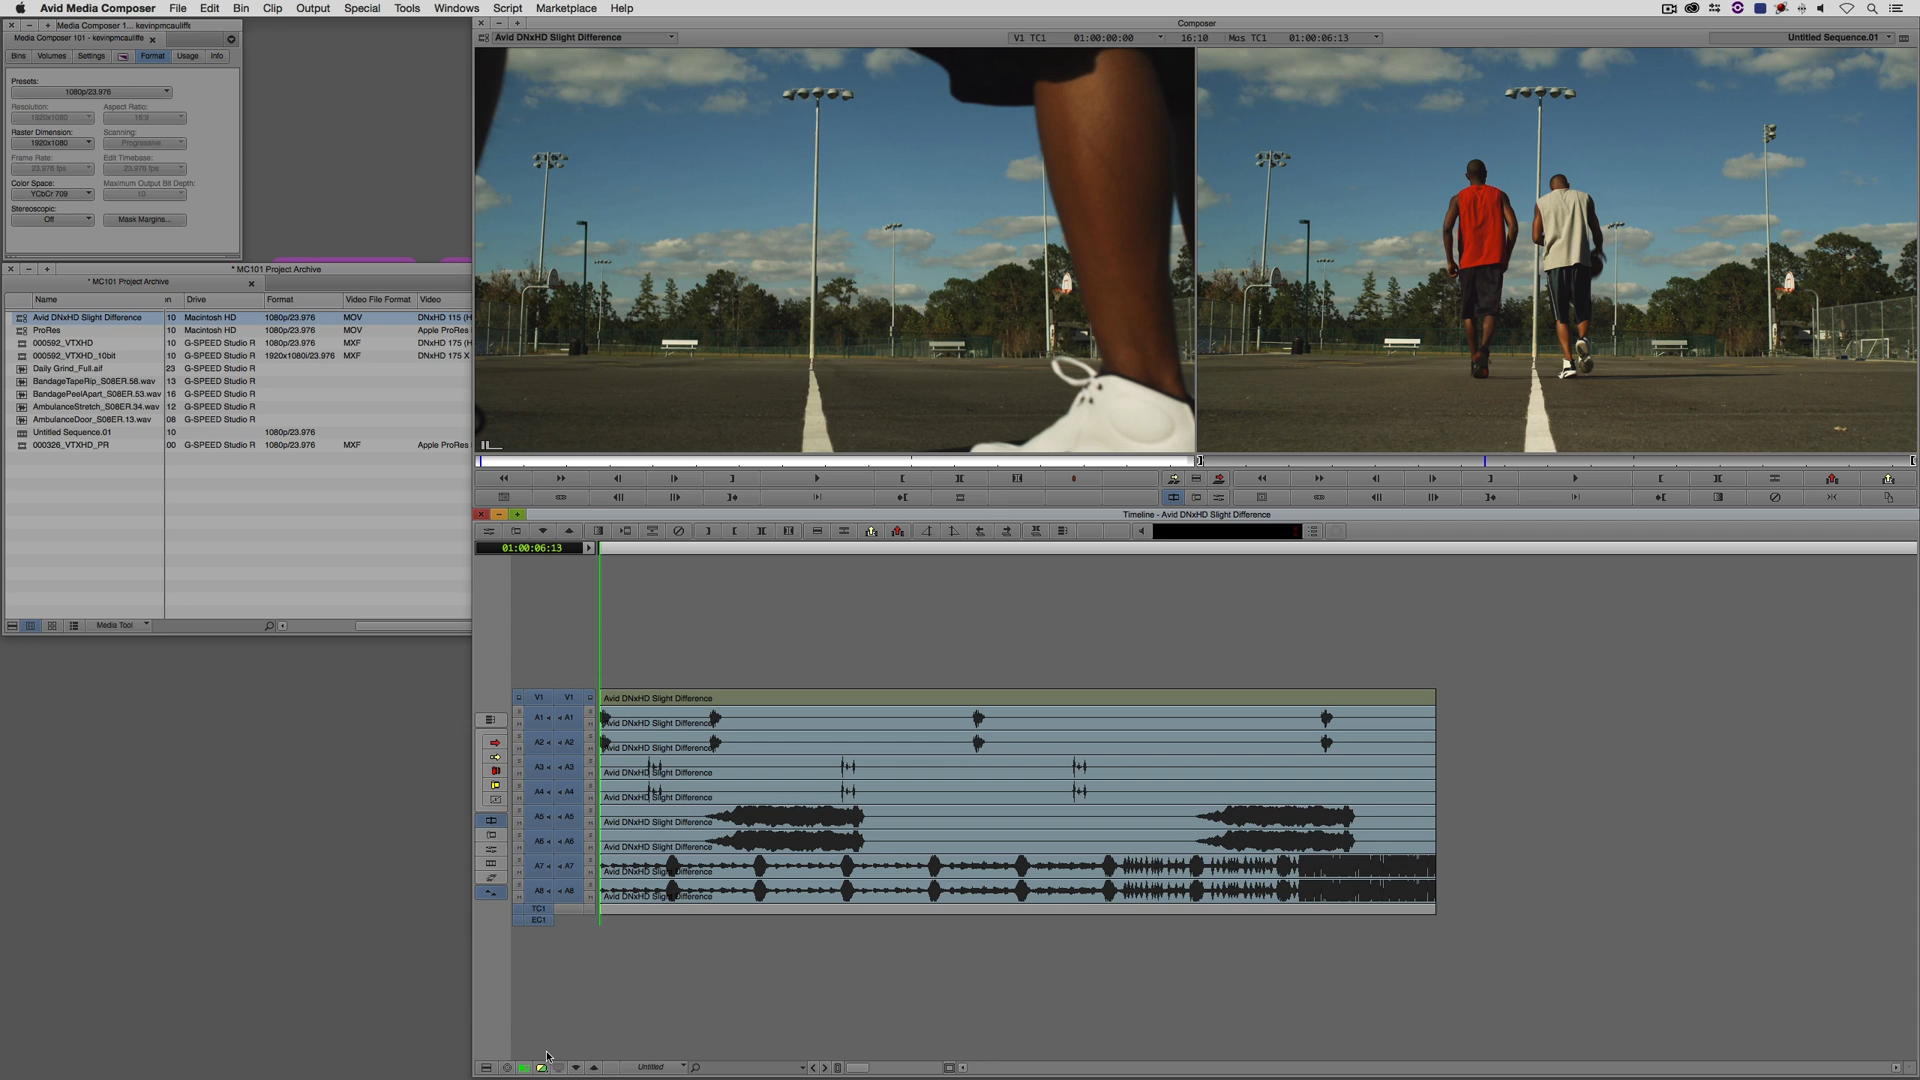 Avid Media Composer File Edit Bin Clip Output Special Tools Windows Script Marketplace Help
Media Composer 1... kevinpmcauliffe
Media Composer 101 - kevinpmcauliffe
Bins Volumes Settings Format Usage Info
Presets:
1080p/23.976
Resolution: Aspect Ratio:
1920x1080 16:9
Raster Dimension: Scanning:
1920x1080 Progressive
Frame Rate: Edit Timebase:
23.976 fps 23.976 fps
Color Space: Maximum Output Bit Depth:
YCbCr 709 10
Stereoscopic:
Off Mask Margins...
* MC101 Project Archive
* MC101 Project Archive
Name n Drive Format Video File Format Video
Avid DNxHD Slight Difference 10 Macintosh HD 1080p/23.976 MOV DNxHD 115 (H
ProRes 10 Macintosh HD 1080p/23.976 MOV Apple ProRes
000592_VTXHD 10 G-SPEED Studio R 1080p/23.976 MXF DNxHD 175 (H
000592_VTXHD_10bit 10 G-SPEED Studio R 1920x1080i/23.976 MXF DNxHD 175 X
Daily Grind_Full.aif 23 G-SPEED Studio R
BandageTapeRip_S08ER.58.wav 13 G-SPEED Studio R
BandagePeelApart_S08ER.53.wav 16 G-SPEED Studio R
AmbulanceStretch_S08ER.34.wav 12 G-SPEED Studio R
AmbulanceDoor_S08ER.13.wav 08 G-SPEED Studio R
Untitled Sequence.01 10 1080p/23.976
000326_VTXHD_PR 00 G-SPEED Studio R 1080p/23.976 MXF Apple ProRes
Media Tool
Composer
Avid DNxHD Slight Difference V1 TC1 01:00:00:00 16:10 Mas TC1 01:00:06:13 Untitled Sequence.01
Timeline - Avid DNxHD Slight Difference
01:00:06:13
V1 V1 Avid DNxHD Slight Difference
A1 A1 Avid DNxHD Slight Difference
A2 A2 Avid DNxHD Slight Difference
A3 A3 Avid DNxHD Slight Difference
A4 A4 Avid DNxHD Slight Difference
A5 A5 Avid DNxHD Slight Difference
A6 A6 Avid DNxHD Slight Difference
A7 A7 Avid DNxHD Slight Difference
A8 A8 Avid DNxHD Slight Difference
TC1
EC1
Untitled